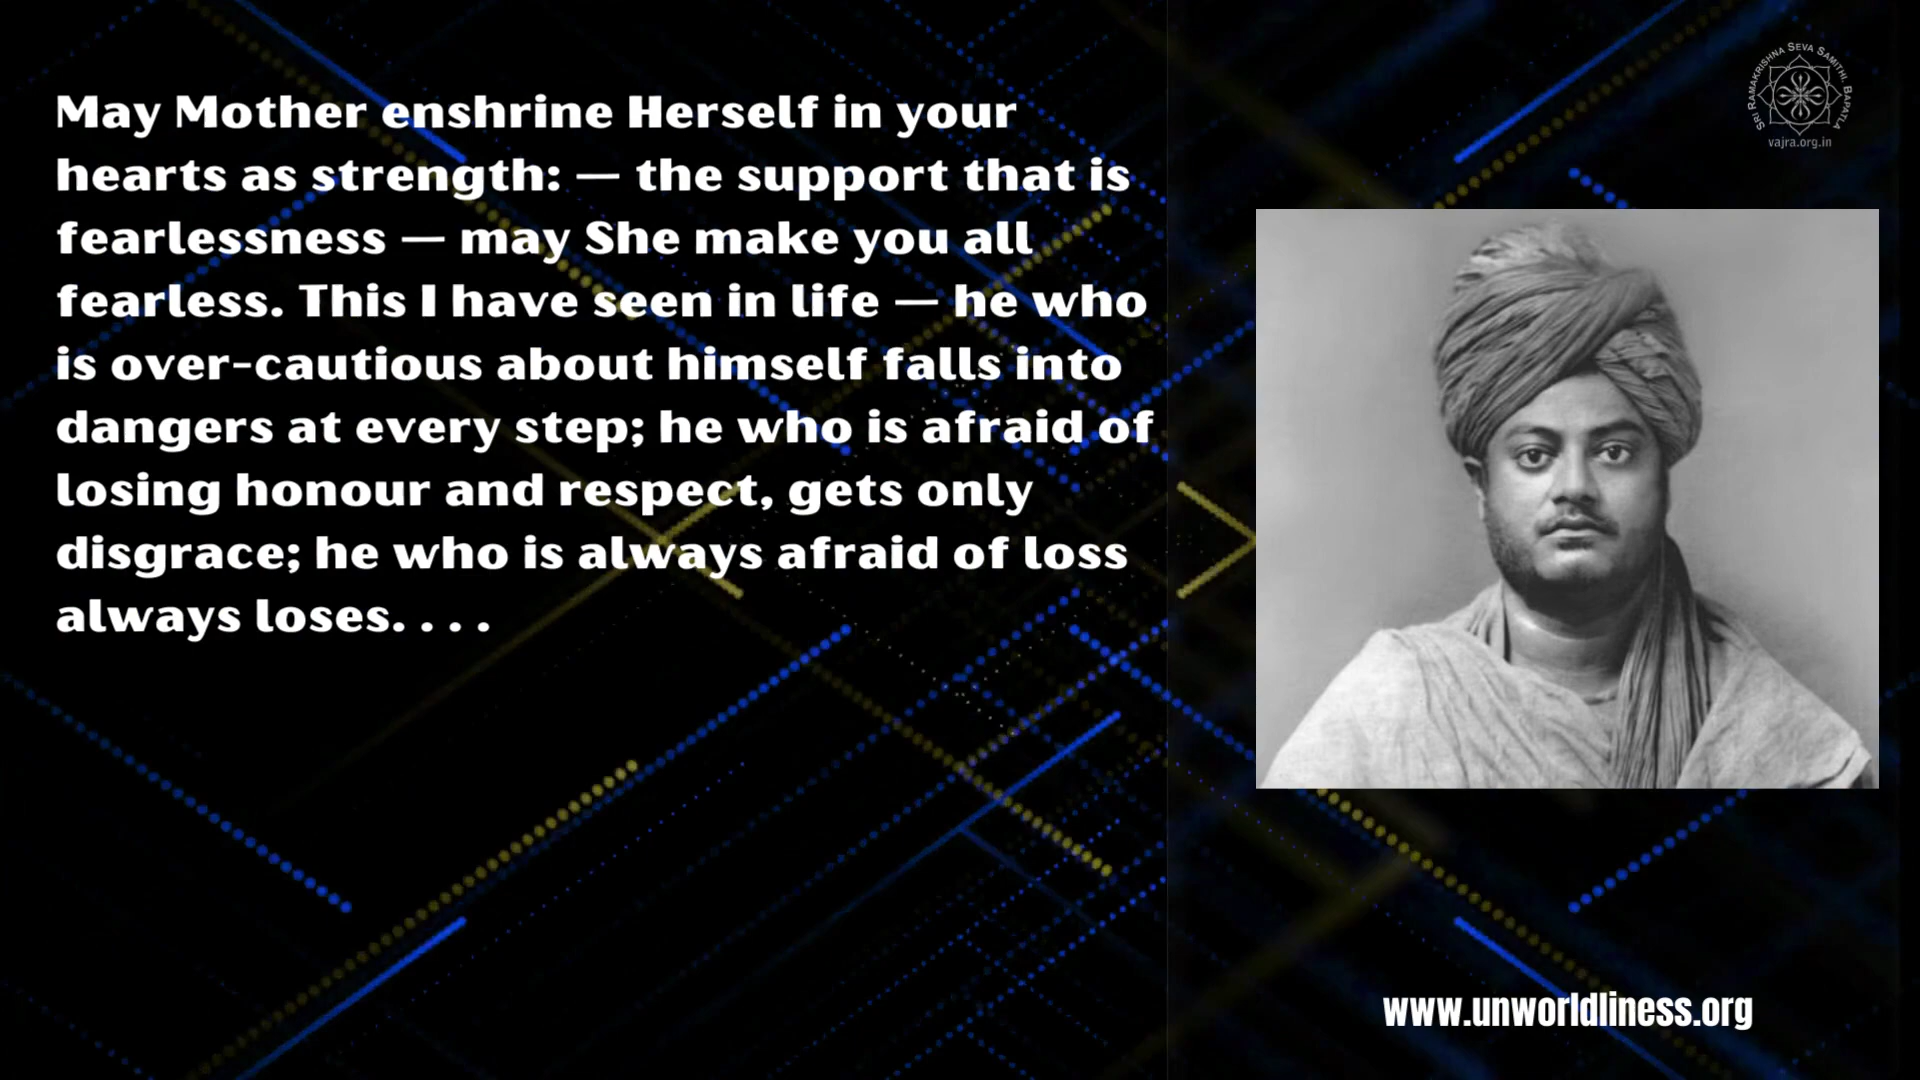 May Mother enshrine Herself in your
hearts as strength: — the support that is
fearlessness — may She make you all
fearless. This I have seen in life — he who
is over-cautious about himself falls into
dangers at every step; he who is afraid of
losing honour and respect, gets only
disgrace; he who is always afraid of loss
always loses. . . .
SRI RAMAKRISHNA SEVA SAMITHI, BAPATLA
vajra.org.in
www.unworldliness.org